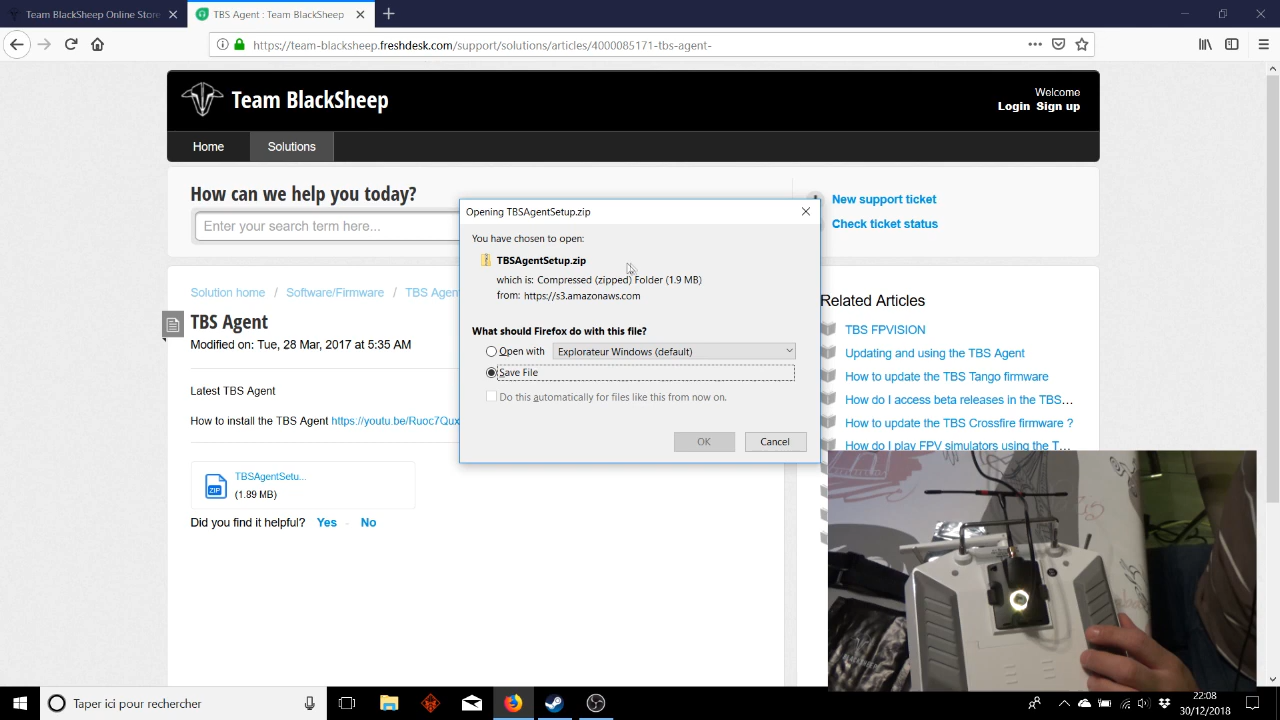 Team BlackSheep Online Store
TBS Agent : Team BlackSheep
https://team-blacksheep.freshdesk.com/support/solutions/articles/4000085171-tbs-agent-
Team BlackSheep
Welcome
Login Sign up
Home
Solutions
How can we help you today?
Enter your search term here...
New support ticket
Check ticket status
Opening TBSAgentSetup.zip
You have chosen to open:
TBSAgentSetup.zip
which is: Compressed (zipped) Folder (1.9 MB)
from: https://s3.amazonaws.com
What should Firefox do with this file?
Open with
Explorateur Windows (default)
Save File
Do this automatically for files like this from now on.
OK
Cancel
Solution home / Software/Firmware / TBS Agen
TBS Agent
Modified on: Tue, 28 Mar, 2017 at 5:35 AM
Latest TBS Agent
How to install the TBS Agent https://youtu.be/Ruoc7Qux
ZIP
TBSAgentSetu...
(1.89 MB)
Did you find it helpful? Yes - No
Related Articles
TBS FPVISION
Updating and using the TBS Agent
How to update the TBS Tango firmware
How do I access beta releases in the TBS...
How to update the TBS Crossfire firmware ?
How do I play FPV simulators using the T...
Taper ici pour rechercher
22:08
30/12/2018